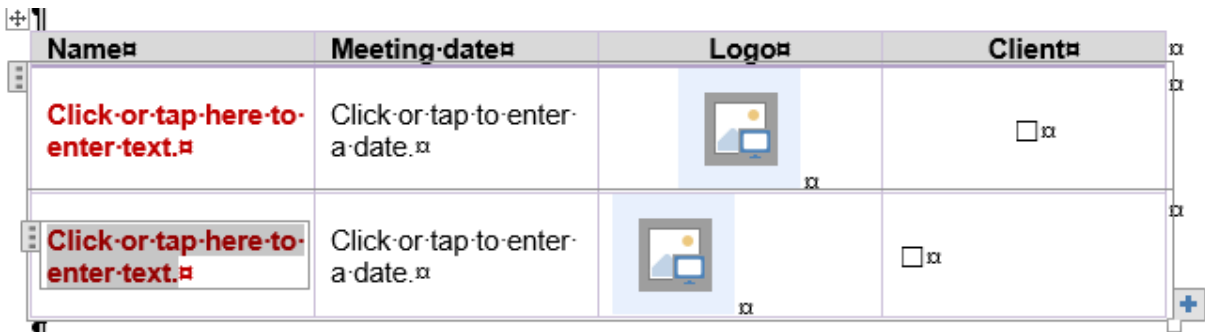 ¶
Name¤ Meeting·date¤ Logo¤ Client¤ ¤
Click·or·tap·here·to· Click·or·tap·to·enter· ¤
enter·text.¤ a·date.¤ ¤ ☐¤
Click·or·tap·here·to· Click·or·tap·to·enter· ¤
enter·text.¤ a·date.¤ ¤ ☐¤
¶